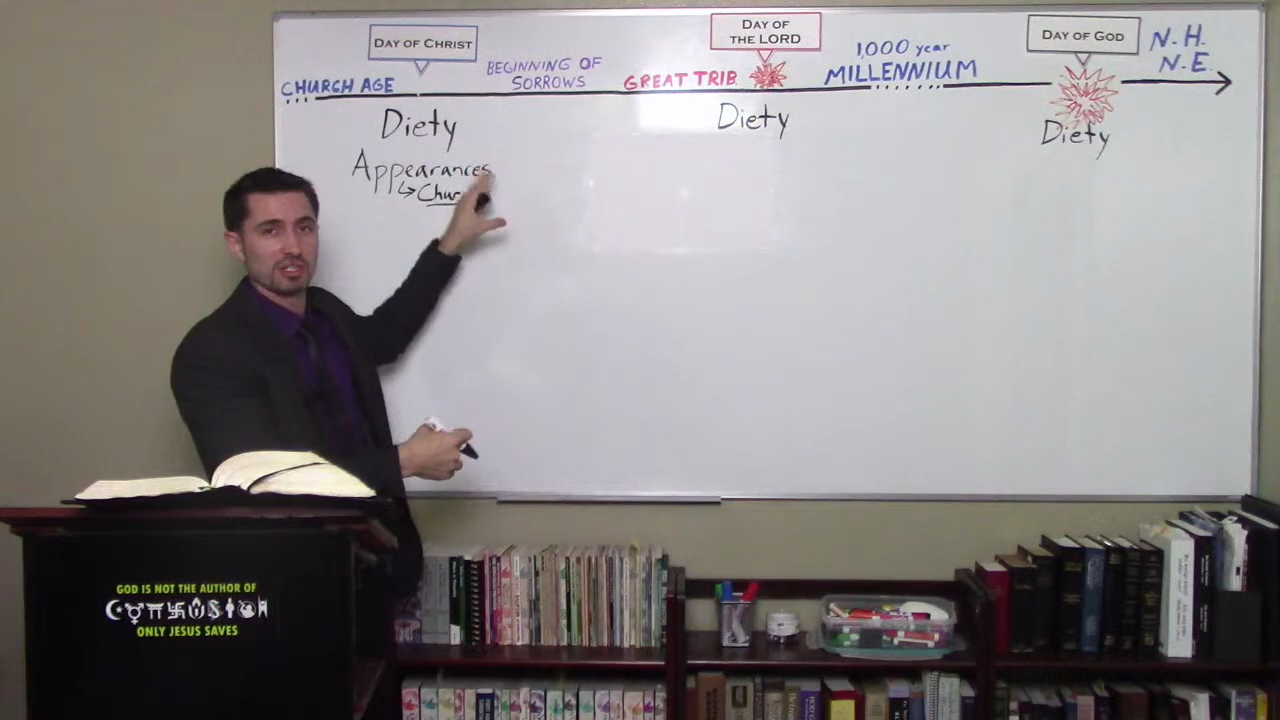 DAY OF CHRIST
DAY OF
THE LORD
DAY OF GOD
CHURCH AGE
BEGINNING OF
SORROWS
GREAT TRIB.
1,000 year
MILLENNIUM
N.H.
N.E.
Diety
Diety
Diety
Appearances
↳ Chur
GOD IS NOT THE AUTHOR OF
ONLY JESUS SAVES